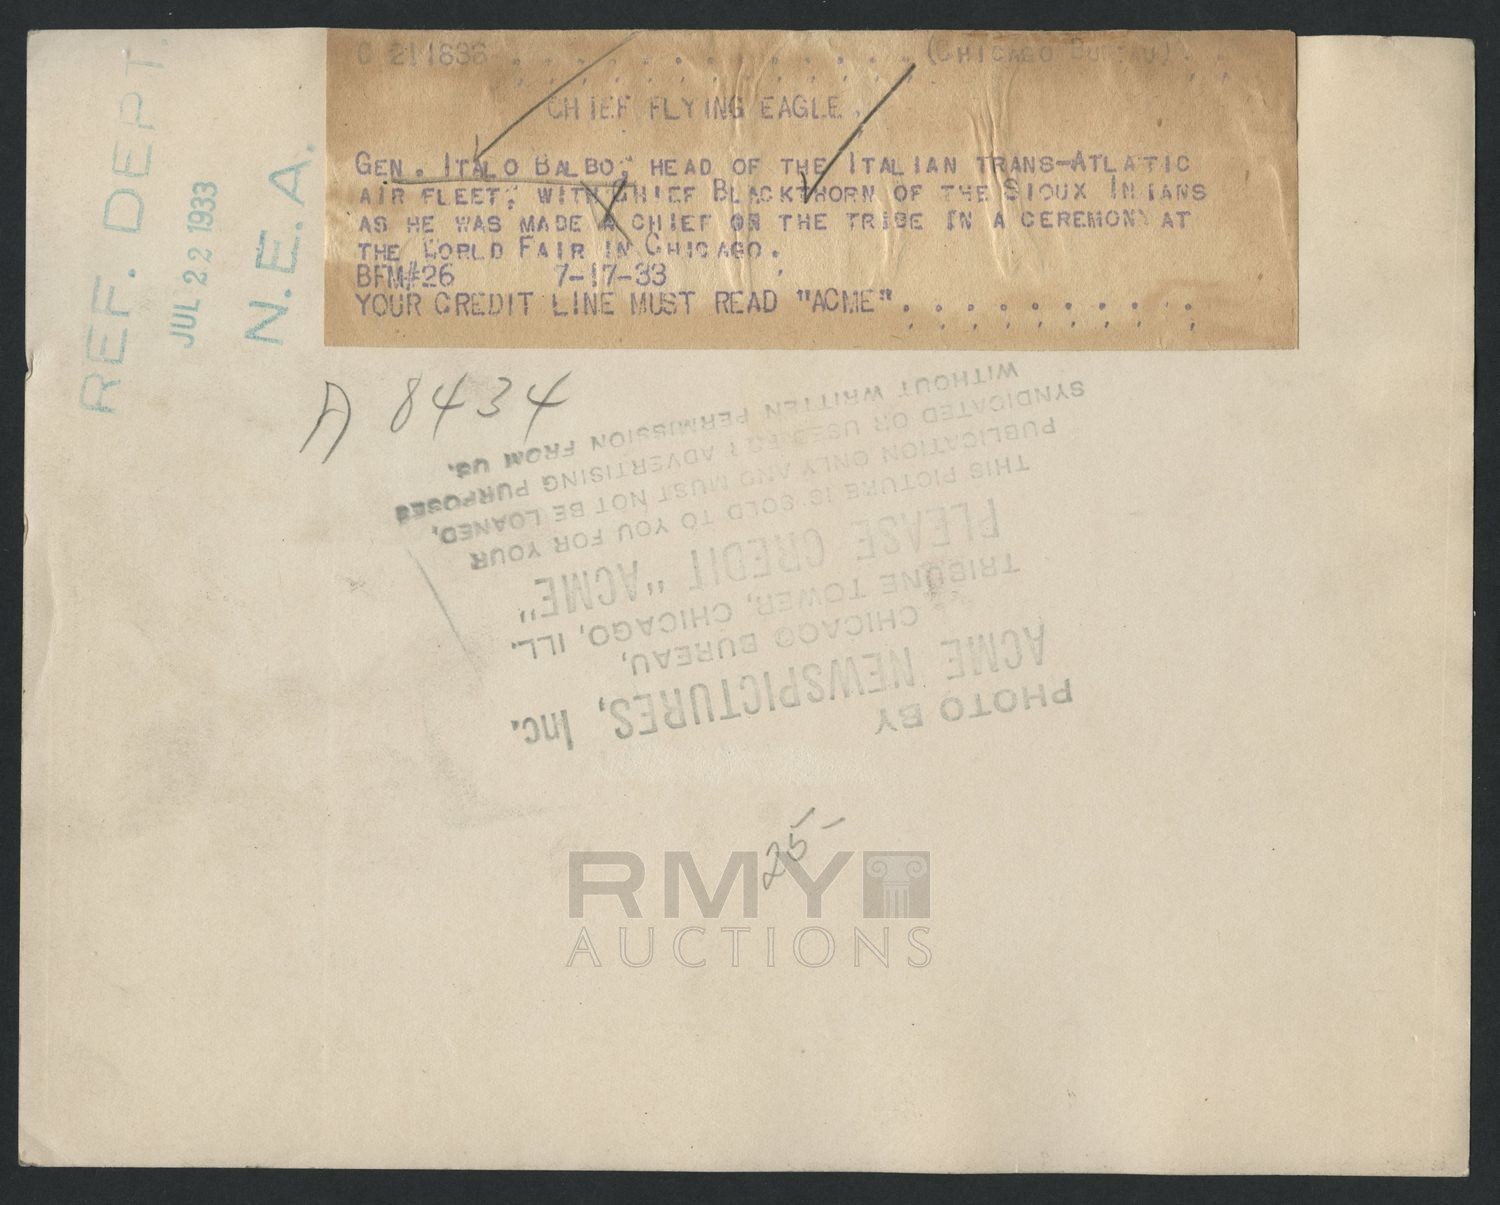 C 211836 . . . . . . . . . . . . . . (CHICAGO BUREAU) . .
CHIEF FLYING EAGLE.
GEN. ITALO BALBO, HEAD OF THE ITALIAN TRANS-ATLATIC
AIR FLEET, WITH CHIEF BLACKTHORN OF THE SIOUX INIANS
AS HE WAS MADE A CHIEF ON THE TRIBE IN A CEREMONY AT
THE WORLD FAIR IN CHICAGO.
BFM#26 7-17-33
YOUR CREDIT LINE MUST READ "ACME". . . . . . . . . .
REF. DEPT.
JUL 22 1933
N.E.A.
A 8434
PHOTO BY
ACME NEWSPICTURES, Inc.
CHICAGO BUREAU,
TRIBUNE TOWER, CHICAGO, ILL.
PLEASE CREDIT "ACME"
THIS PICTURE IS SOLD TO YOU FOR YOUR
PUBLICATION ONLY AND MUST NOT BE LOANED,
SYNDICATED OR USED FOR ADVERTISING PURPOSES
WITHOUT WRITTEN PERMISSION FROM US.
25-
RMY
AUCTIONS